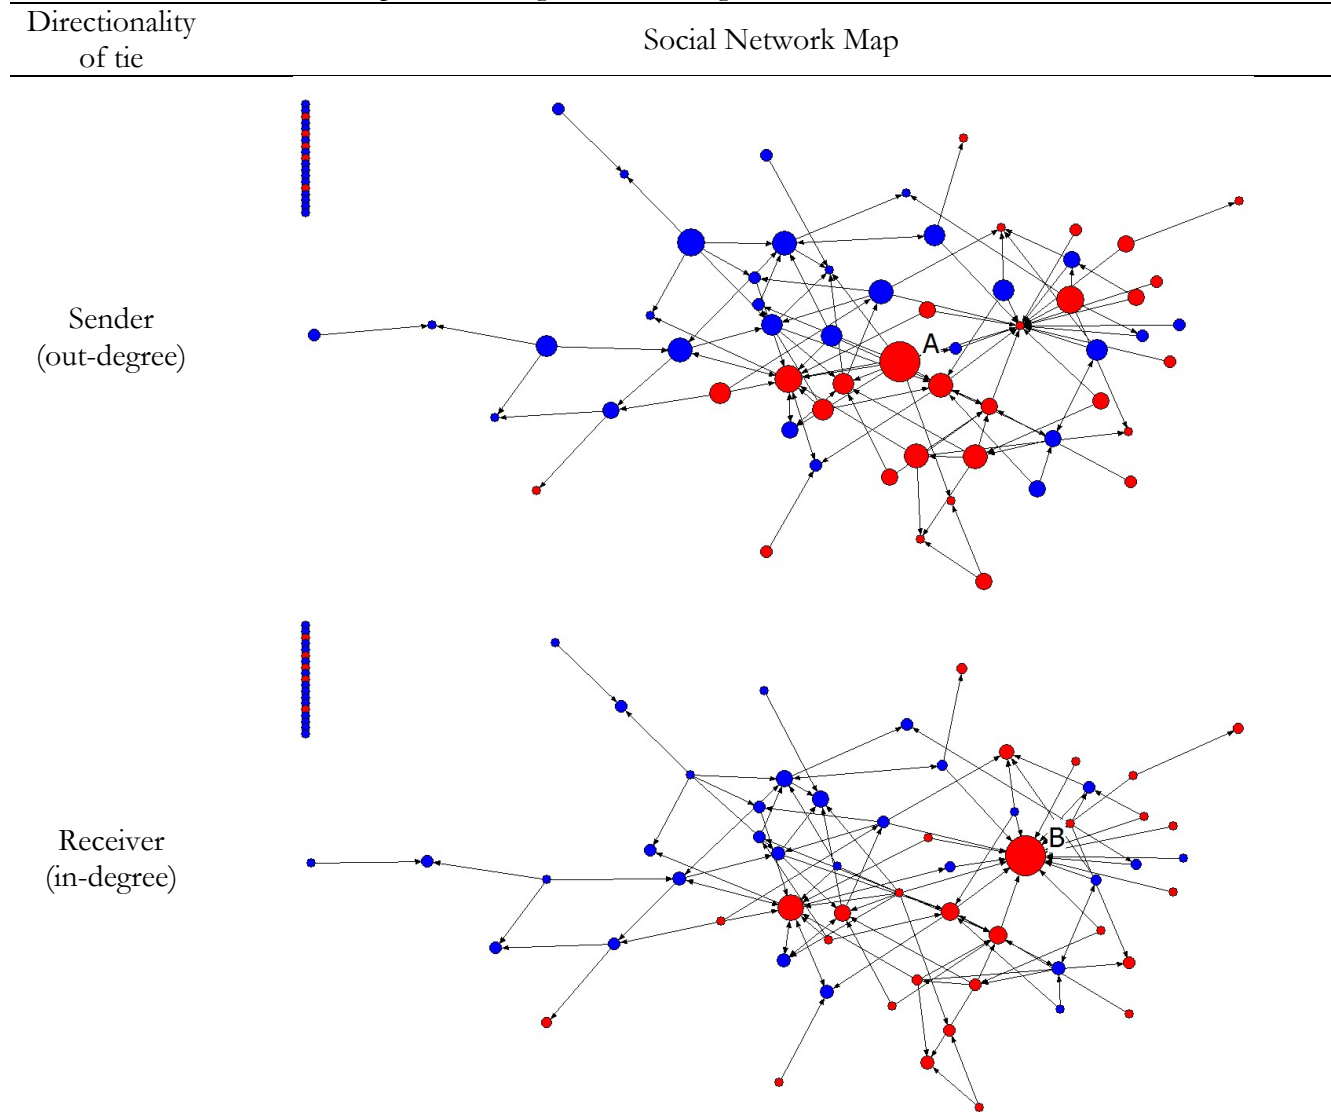 Directionality
of tie
Social Network Map
Sender
(out-degree)
A
Receiver
(in-degree)
B